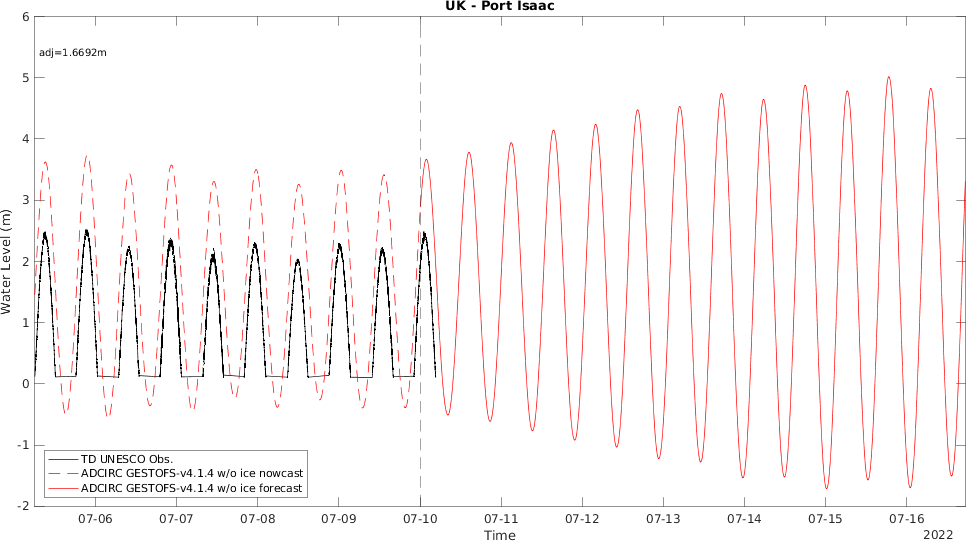 UK - Port Isaac
adj=1.6692m
Water Level (m)
6
5
4
3
2
1
0
-1
-2
TD UNESCO Obs.
ADCIRC GESTOFS-v4.1.4 w/o ice nowcast
ADCIRC GESTOFS-v4.1.4 w/o ice forecast
07-06 07-07 07-08 07-09 07-10 07-11 07-12 07-13 07-14 07-15 07-16
Time
2022